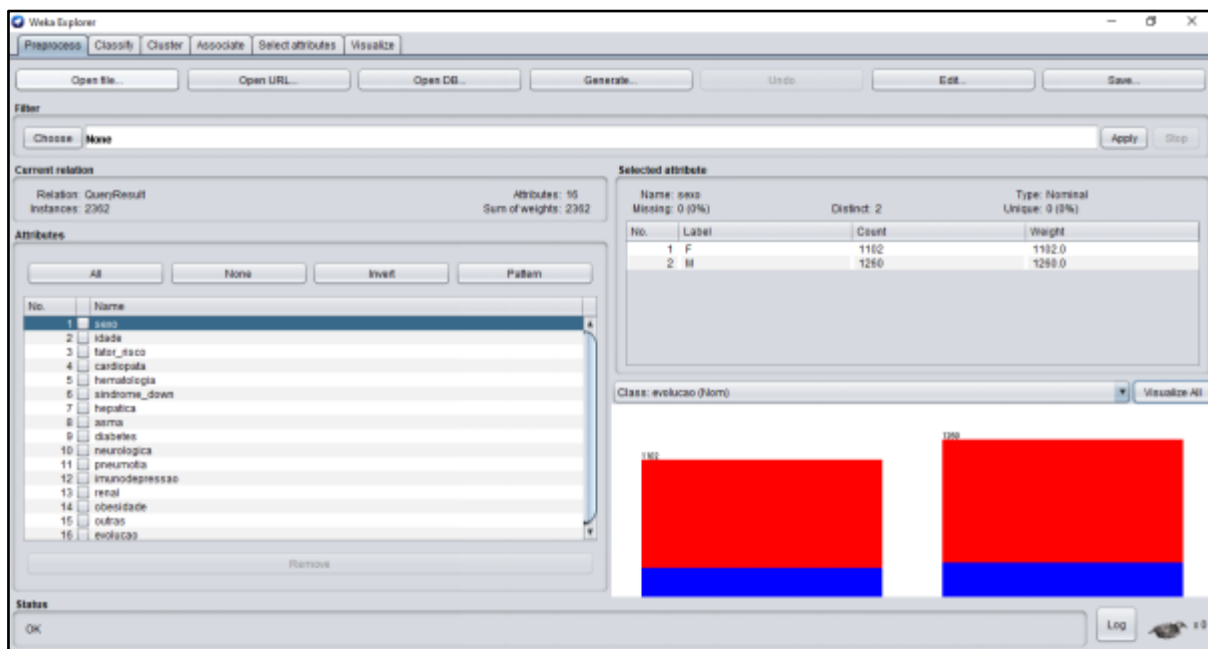 Weka Explorer
Preprocess Classify Cluster Associate Select attributes Visualize
Open file... Open URL... Open DB... Generate... Undo Edit... Save...
Filter
Choose None Apply Stop
Current relation
Relation: QueryResult Attributes: 16
Instances: 2362 Sum of weights: 2362
Attributes
All None Invert Pattern
No. Name
1 sexo
2 idade
3 fator_risco
4 cardiopata
5 hematologia
6 sindrome_down
7 hepatica
8 asma
9 diabetes
10 neurologica
11
12 imunodepressao
13 renal
14 obesidade
15 outras
16 evolucao
Remove
Selected attribute
Name: sexo Type: Nominal
Missing: 0 (0%) Distinct: 2 Unique: 0 (0%)
No. Label Count Weight
1 F 1102 1102.0
2 M 1260 1260.0
Class: evolucao (Nom) Visualize All
1102
1260
Status
OK
Log x 0